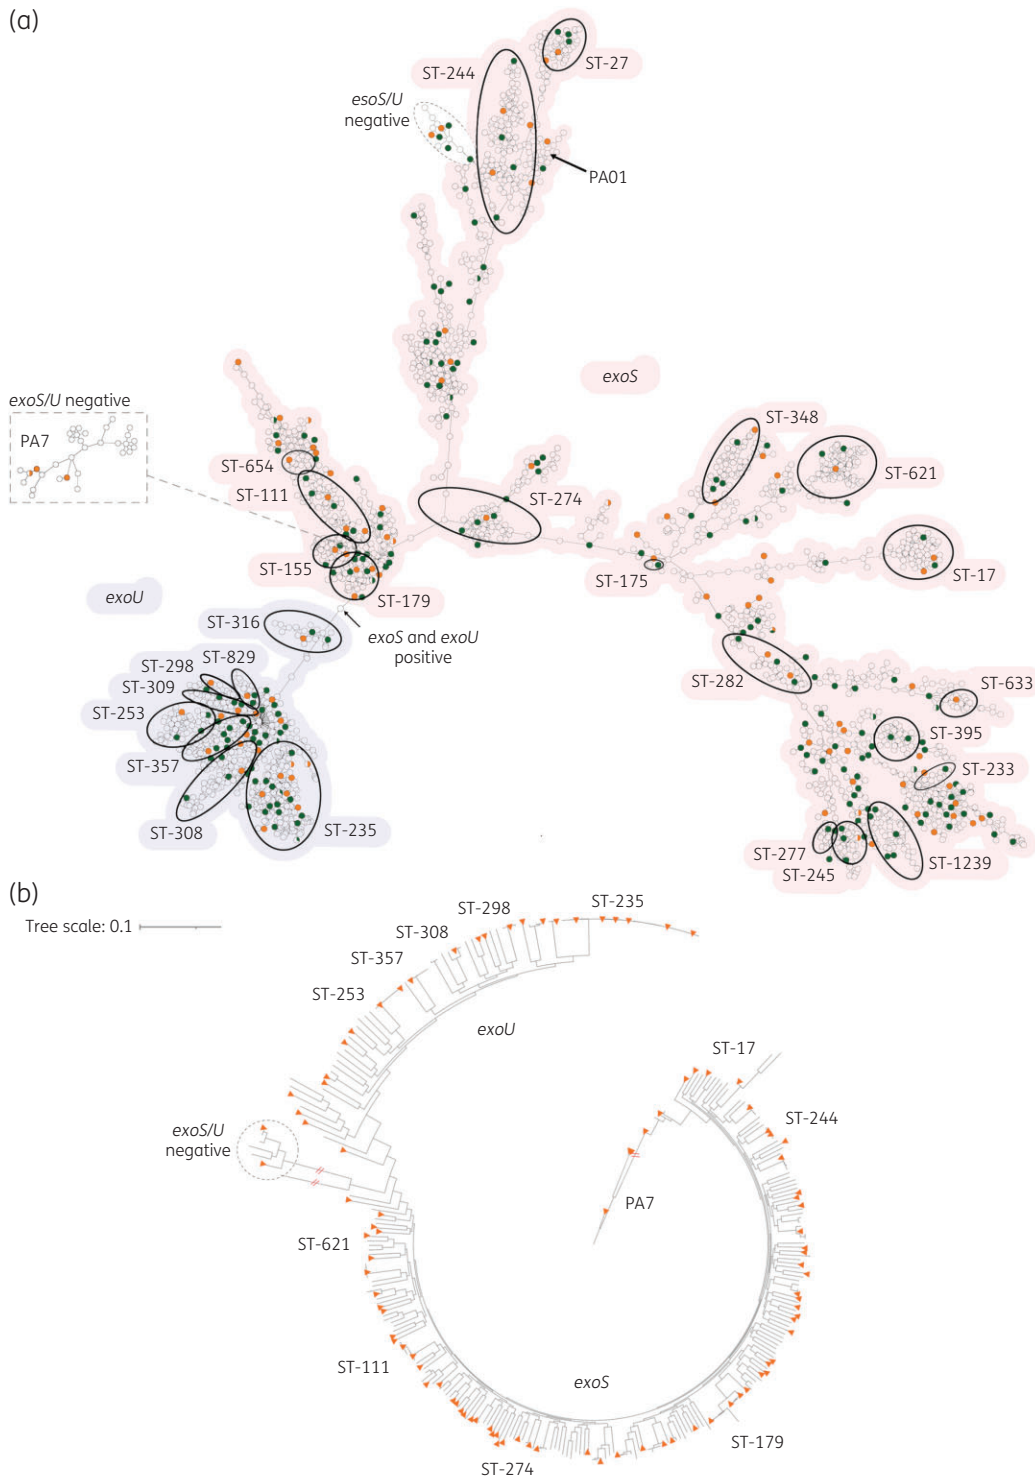 (a)
ST-27
ST-244
esoS/U
negative
PA01
exoS
exoS/U negative
PA7
ST-348
ST-621
ST-654
ST-111
ST-274
ST-155
ST-175
ST-17
exoU
ST-179
ST-316
exoS and exoU
positive
ST-829
ST-298
ST-309
ST-253
ST-282
ST-633
ST-395
ST-357
ST-233
ST-308
ST-235
ST-277
ST-245
ST-1239
(b)
Tree scale: 0.1
ST-235
ST-298
ST-308
ST-357
ST-253
exoU
ST-17
ST-244
exoS/U
negative
PA7
ST-621
ST-111
exoS
ST-179
ST-274